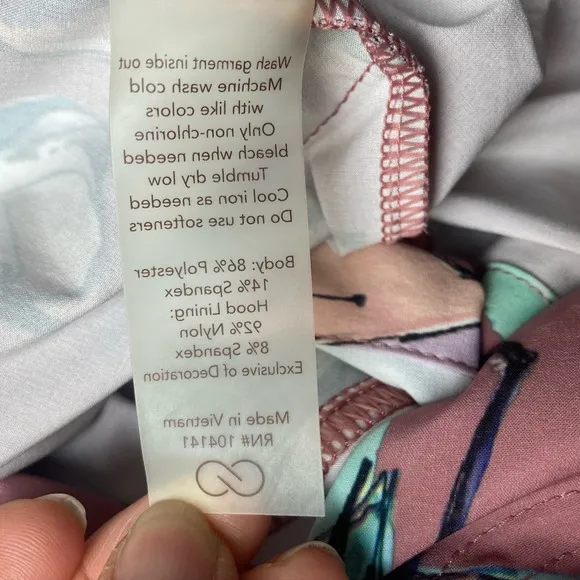 Wash garment inside out
Machine wash cold
with like colors
Only non-chlorine
bleach when needed
Tumble dry low
Cool iron as needed
Do not use softeners
Body: 86% Polyester
14% Spandex
Hood Lining:
92% Nylon
8% Spandex
Exclusive of Decoration
Made in Vietnam
RN# 104141